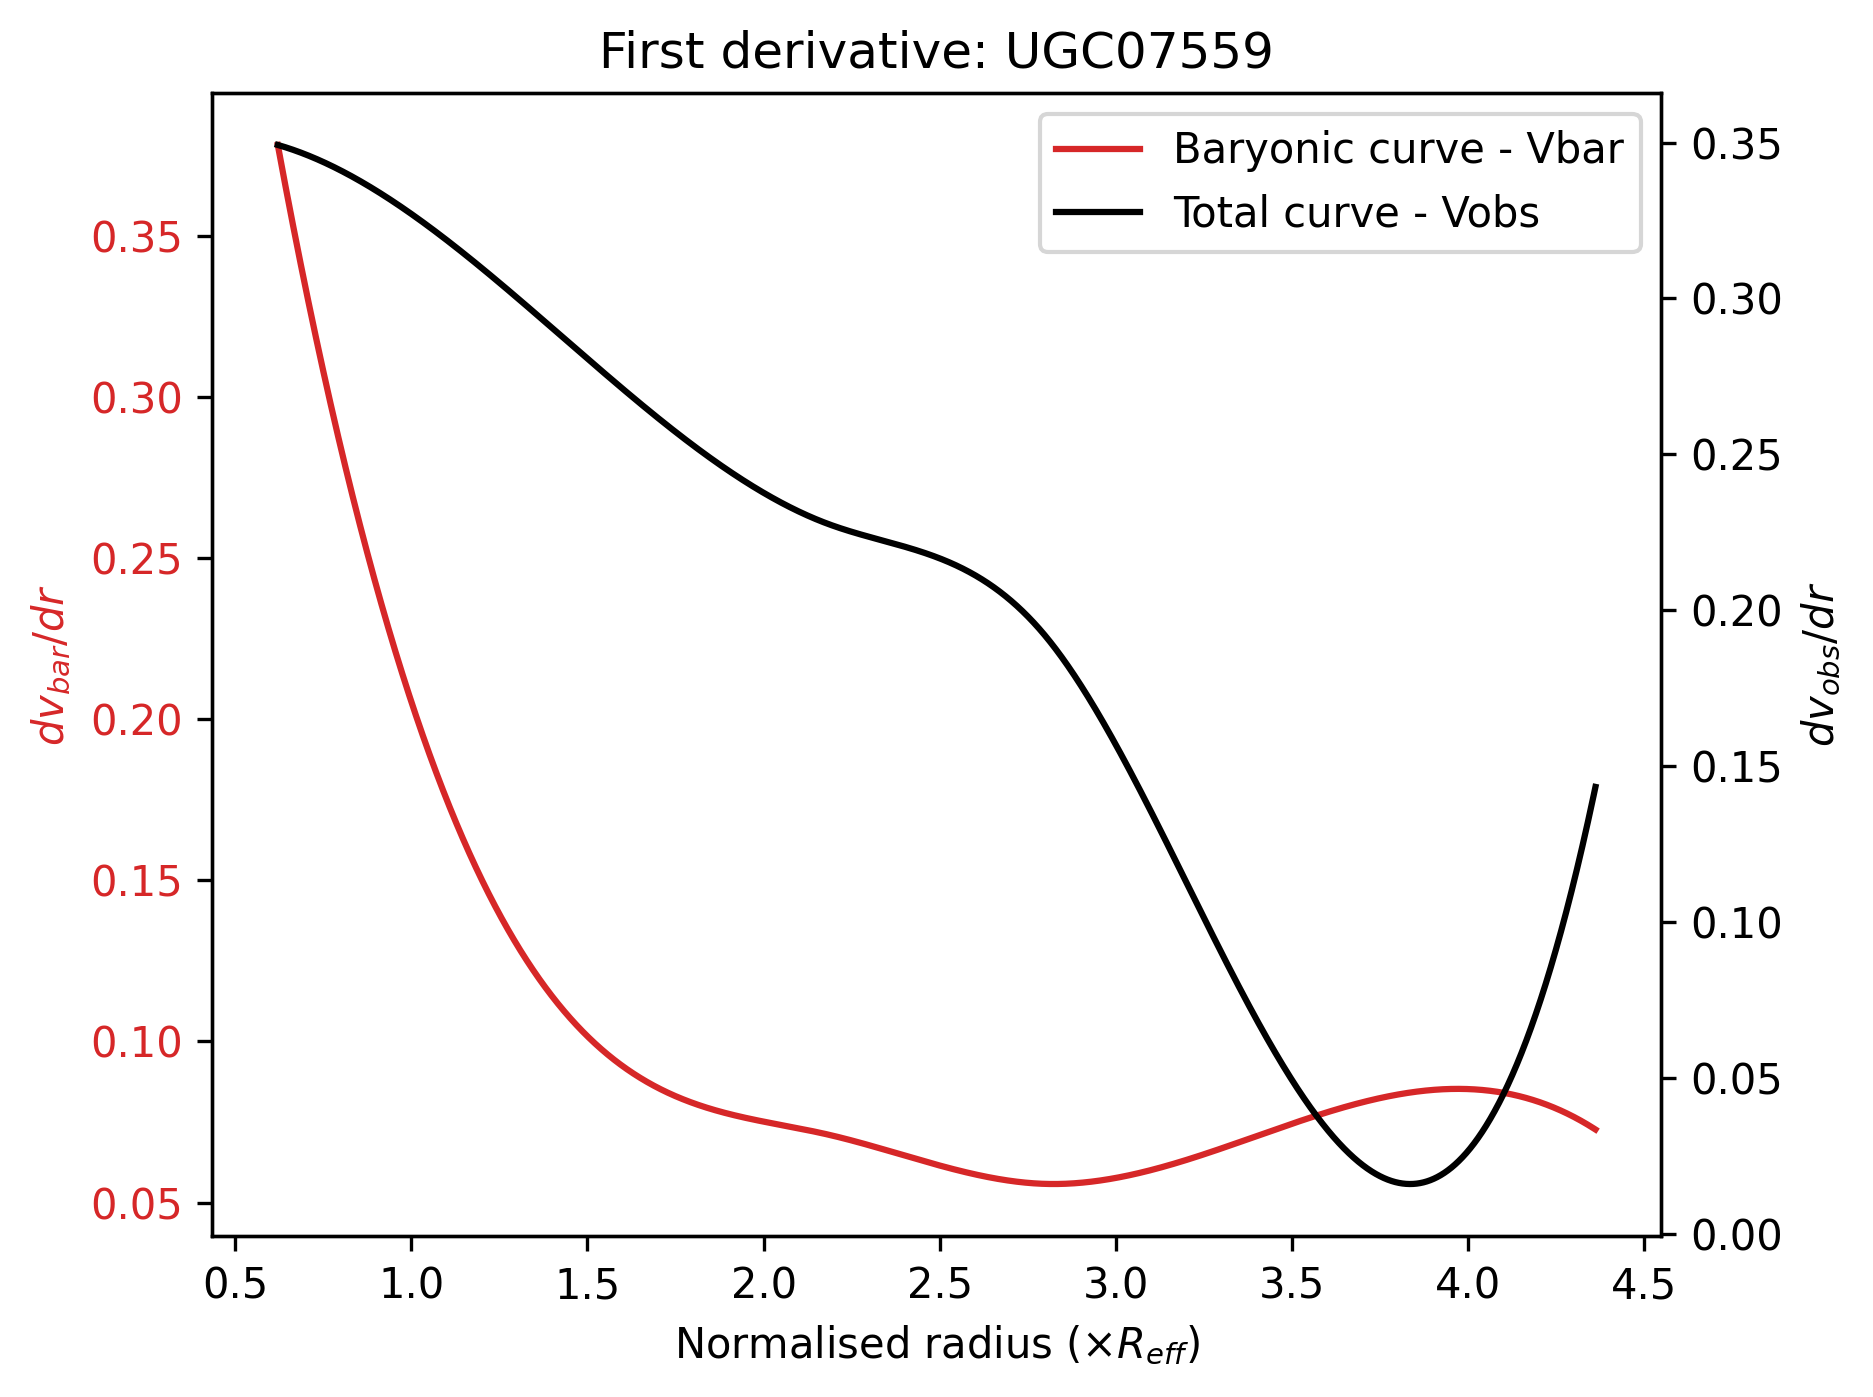 First derivative: UGC07559
Baryonic curve - Vbar
Total curve - Vobs
0.35
0.30
0.25
0.20
0.15
0.10
0.05
dv_bar/dr
0.35
0.30
0.25
0.20
0.15
0.10
0.05
0.00
dv_obs/dr
0.5 1.0 1.5 2.0 2.5 3.0 3.5 4.0 4.5
Normalised radius (×R_eff)